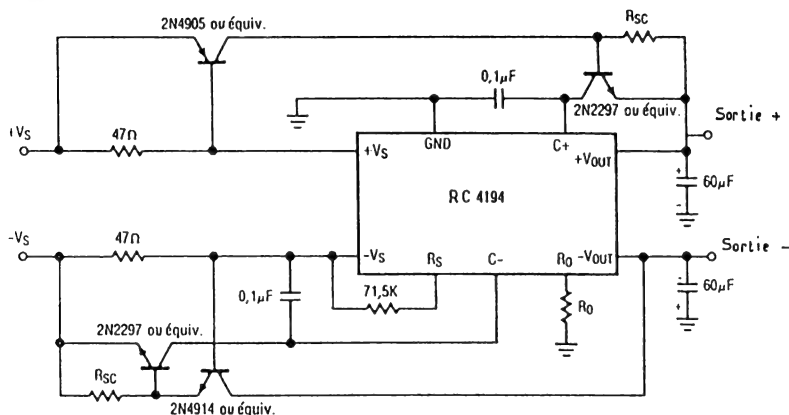 2N4905 ou équiv.
RSC
0,1µF
2N2297 ou équiv.
Sortie +
+VS
47Ω
GND
C+
+VS
+VOUT
60µF
+
-
RC 4194
-VS
47Ω
-VS
RS
C-
RO
-VOUT
Sortie -
0,1µF
71,5K
RO
-
60µF
+
2N2297 ou équiv.
RSC
2N4914 ou équiv.